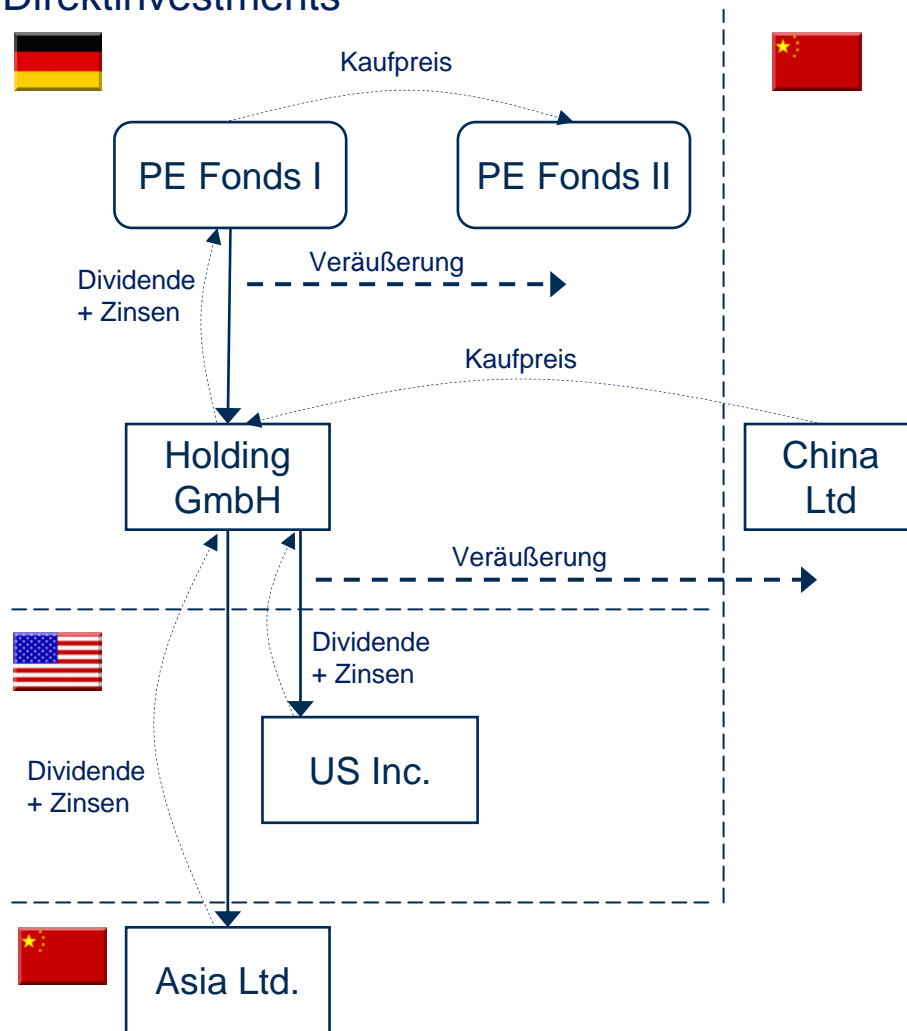 Direktinvestments
Kaufpreis
PE Fonds I
PE Fonds II
Dividende
+ Zinsen
Veräußerung
Kaufpreis
Holding
GmbH
China
Ltd
Veräußerung
Dividende
+ Zinsen
US Inc.
Dividende
+ Zinsen
Asia Ltd.